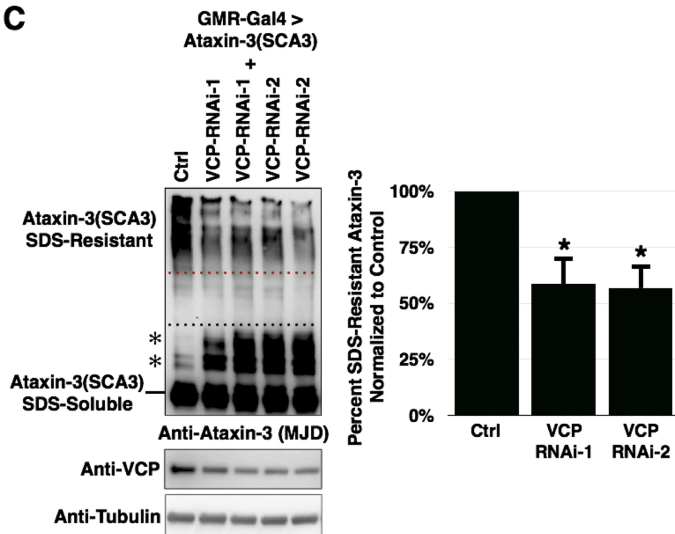 C
GMR-Gal4 >
Ataxin-3(SCA3)
+
Ctrl
VCP-RNAi-1
VCP-RNAi-1
VCP-RNAi-2
VCP-RNAi-2
Ataxin-3(SCA3)
SDS-Resistant
*
*
Ataxin-3(SCA3)
SDS-Soluble
Anti-Ataxin-3 (MJD)
Anti-VCP
Anti-Tubulin
Percent SDS-Resistant Ataxin-3
Normalized to Control
100%
75%
50%
25%
0%
*
*
Ctrl
VCP
RNAi-1
VCP
RNAi-2